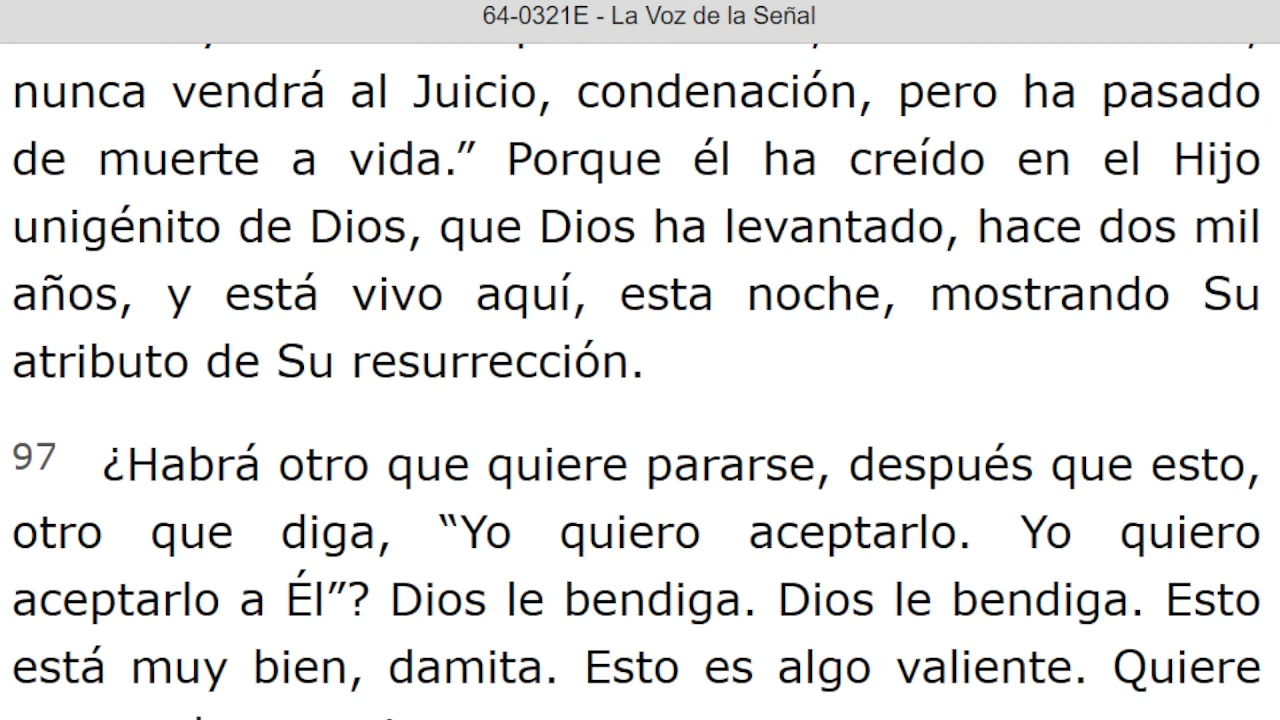 64-0321E - La Voz de la Señal
nunca vendrá al Juicio, condenación, pero ha pasado
de muerte a vida.” Porque él ha creído en el Hijo
unigénito de Dios, que Dios ha levantado, hace dos mil
años, y está vivo aquí, esta noche, mostrando Su
atributo de Su resurrección.
97 ¿Habrá otro que quiere pararse, después que esto,
otro que diga, “Yo quiero aceptarlo. Yo quiero
aceptarlo a Él”? Dios le bendiga. Dios le bendiga. Esto
está muy bien, damita. Esto es algo valiente. Quiere